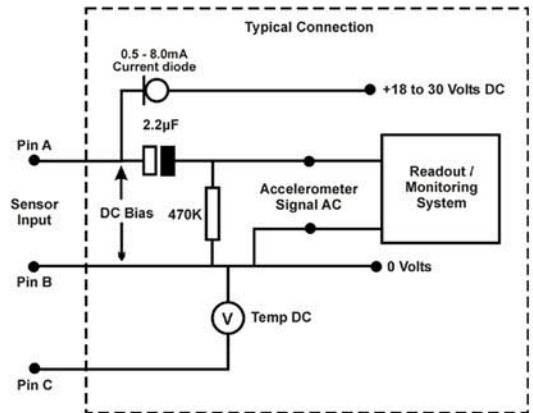 Typical Connection
0.5 - 8.0mA
Current diode
+18 to 30 Volts DC
2.2µF
Pin A
Readout /
Monitoring
System
Accelerometer
Signal AC
Sensor
Input
DC Bias
470K
Pin B
0 Volts
V
Temp DC
Pin C